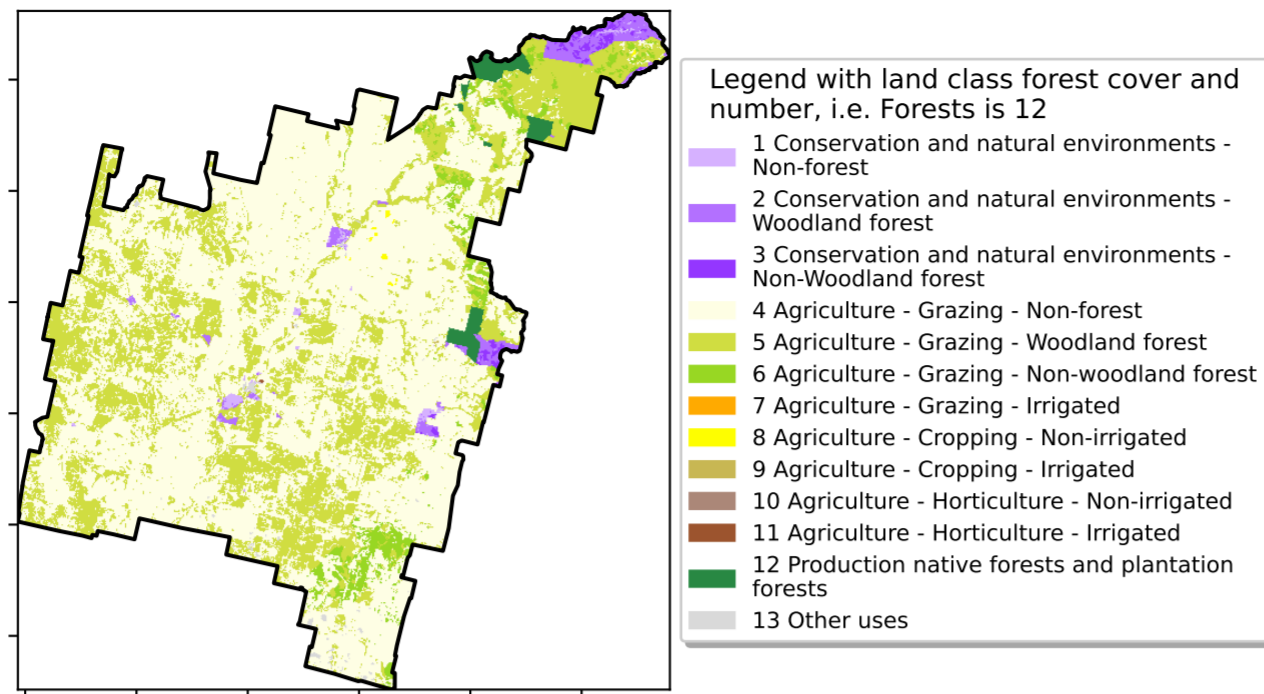 Legend with land class forest cover and
number, i.e. Forests is 12
1 Conservation and natural environments -
Non-forest
2 Conservation and natural environments -
Woodland forest
3 Conservation and natural environments -
Non-Woodland forest
4 Agriculture - Grazing - Non-forest
5 Agriculture - Grazing - Woodland forest
6 Agriculture - Grazing - Non-woodland forest
7 Agriculture - Grazing - Irrigated
8 Agriculture - Cropping - Non-irrigated
9 Agriculture - Cropping - Irrigated
10 Agriculture - Horticulture - Non-irrigated
11 Agriculture - Horticulture - Irrigated
12 Production native forests and plantation
forests
13 Other uses